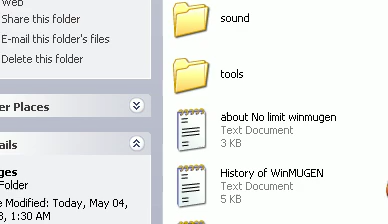 Web
Share this folder
E-mail this folder's files
Delete this folder
er Places
ails
ges
Folder
e Modified: Today, May 04,
8, 1:30 AM
sound
tools
about No limit winmugen
Text Document
3 KB
History of WinMUGEN
Text Document
5 KB